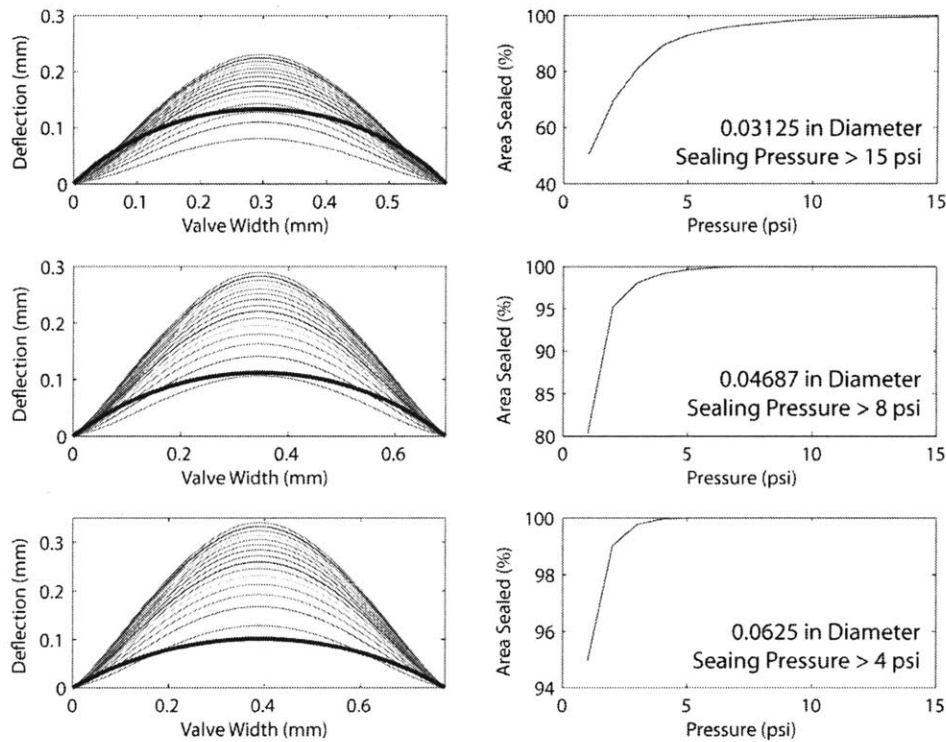 0.3
0.2
0.1
0
Deflection (mm)
0
0.1
0.2
0.3
0.4
0.5
Valve Width (mm)
100
80
60
40
Area Sealed (%)
0.03125 in Diameter
Sealing Pressure > 15 psi
0
5
10
15
Pressure (psi)
0.3
0.2
0.1
0
Deflection (mm)
0
0.2
0.4
0.6
Valve Width (mm)
100
95
90
85
80
Area Sealed (%)
0.04687 in Diameter
Sealing Pressure > 8 psi
0
5
10
15
Pressure (psi)
0.3
0.2
0.1
0
Deflection (mm)
0
0.2
0.4
0.6
Valve Width (mm)
100
98
96
94
Area Sealed (%)
0.0625 in Diameter
Seaing Pressure > 4 psi
0
5
10
15
Pressure (psi)